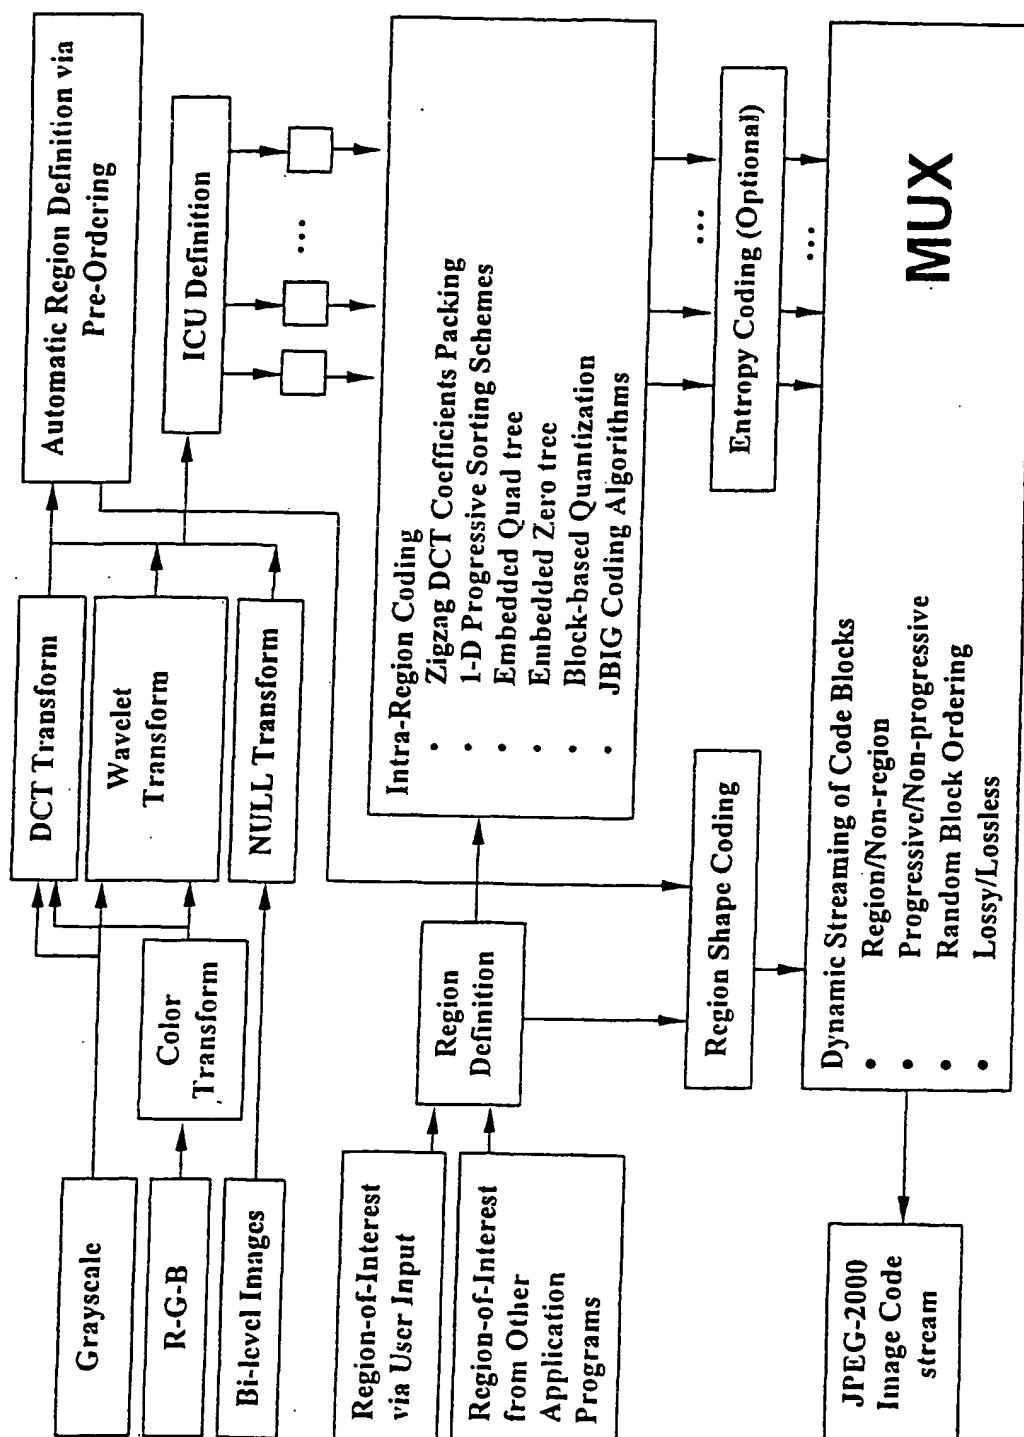 Grayscale
R-G-B
Bi-level Images
Color
Transform
DCT Transform
Wavelet
Transform
NULL Transform
Automatic Region Definition via
Pre-Ordering
ICU Definition
...
Region-of-Interest
via User Input
Region-of-Interest
from Other
Application
Programs
Region
Definition
Intra-Region Coding
• Zigzag DCT Coefficients Packing
• 1-D Progressive Sorting Schemes
• Embedded Quad tree
• Embedded Zero tree
• Block-based Quantization
• JBIG Coding Algorithms
...
Region Shape Coding
Entropy Coding (Optional)
...
Dynamic Streaming of Code Blocks
• Region/Non-region
• Progressive/Non-progressive
• Random Block Ordering
• Lossy/Lossless
MUX
JPEG-2000
Image Code
stream